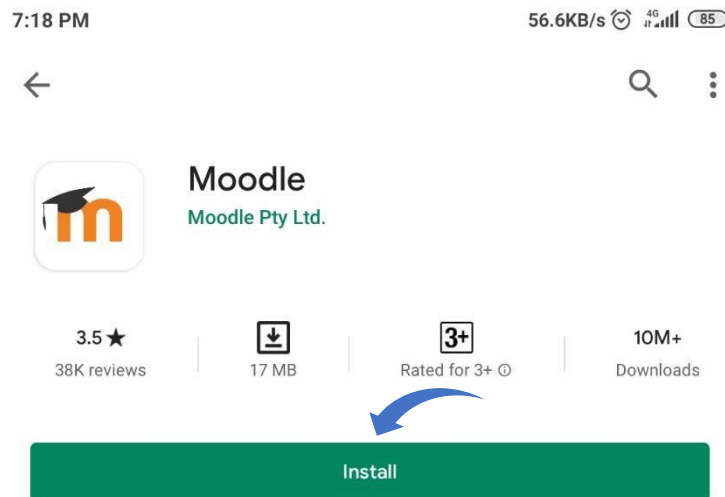 7:18 PM 56.6KB/s 4G 85
Moodle
m
Moodle Pty Ltd.
3.5★ 3+ 10M+
38K reviews 17 MB Rated for 3+ Downloads
Install